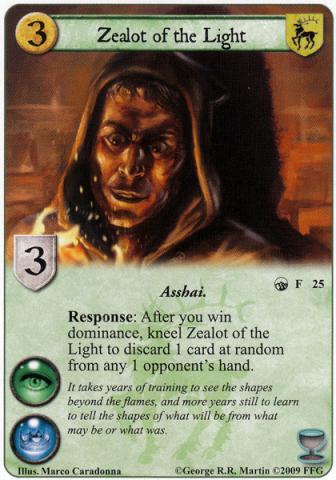 3 Zealot of the Light
3
Asshai.
F 25
Response: After you win
dominance, kneel Zealot of the
Light to discard 1 card at random
from any 1 opponent's hand.
It takes years of training to see the shapes
beyond the flames, and more years still to learn
to tell the shapes of what will be from what
may be or what was.
Illus. Marco Caradonna ©George R.R. Martin ©2009 FFG